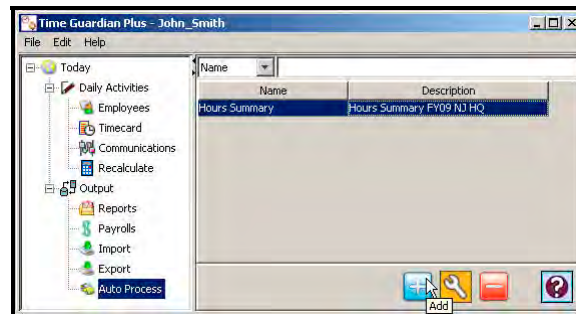 Time Guardian Plus - John_Smith
File Edit Help
Today
Daily Activities
Employees
Timecard
Communications
Recalculate
Output
Reports
Payrolls
Import
Export
Auto Process
Name
Name Description
Hours Summary Hours Summary FY09 NJ HQ
Add